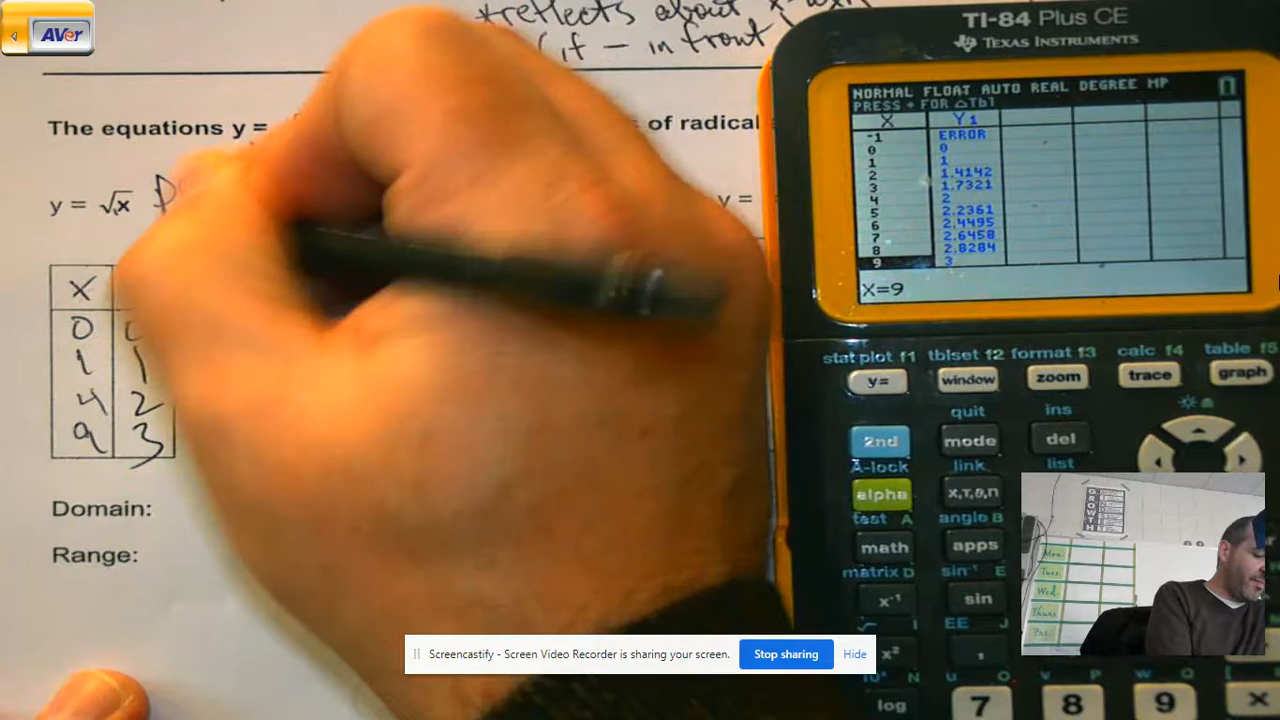 AVer
*reflects about x-axis
(if - in front
The equations y =
s of radical
y = √x
y =
X
0 0
1 1
4 2
9 3
Domain:
Range:
TI-84 Plus CE
TEXAS INSTRUMENTS
NORMAL FLOAT AUTO REAL DEGREE MP
PRESS + FOR △Tbl
X Y1
-1 ERROR
0 0
1 1
2 1.4142
3 1.7321
4 2
5 2.2361
6 2.4495
7 2.6458
8 2.8284
9 3
X=9
stat plot f1 tblset f2 format f3 calc f4 table f5
y= window zoom trace graph
quit ins
2nd mode del
A-lock link list
alpha X,T,θ,n
test A angle B
math apps
matrix D sin⁻¹ E
x⁻¹ sin
√ I EE J
x² ,
10ˣ N u O v P w Q [
log 7 8 9 ×
GROWTH
Mon.
Tues.
Wed.
Thurs.
Fri.
Screencastify - Screen Video Recorder is sharing your screen.
Stop sharing
Hide